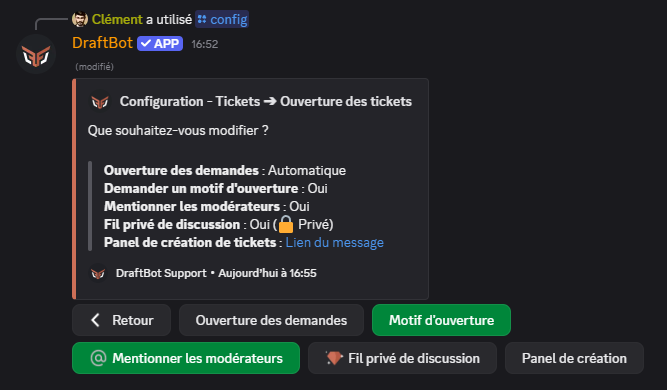 Clément a utilisé config
DraftBot APP 16:52
(modifié)
Configuration - Tickets ➔ Ouverture des tickets
Que souhaitez-vous modifier ?
Ouverture des demandes : Automatique
Demander un motif d'ouverture : Oui
Mentionner les modérateurs : Oui
Fil privé de discussion : Oui (🔒 Privé)
Panel de création de tickets : Lien du message
DraftBot Support • Aujourd'hui à 16:55
Retour Ouverture des demandes Motif d'ouverture
@ Mentionner les modérateurs Fil privé de discussion Panel de création